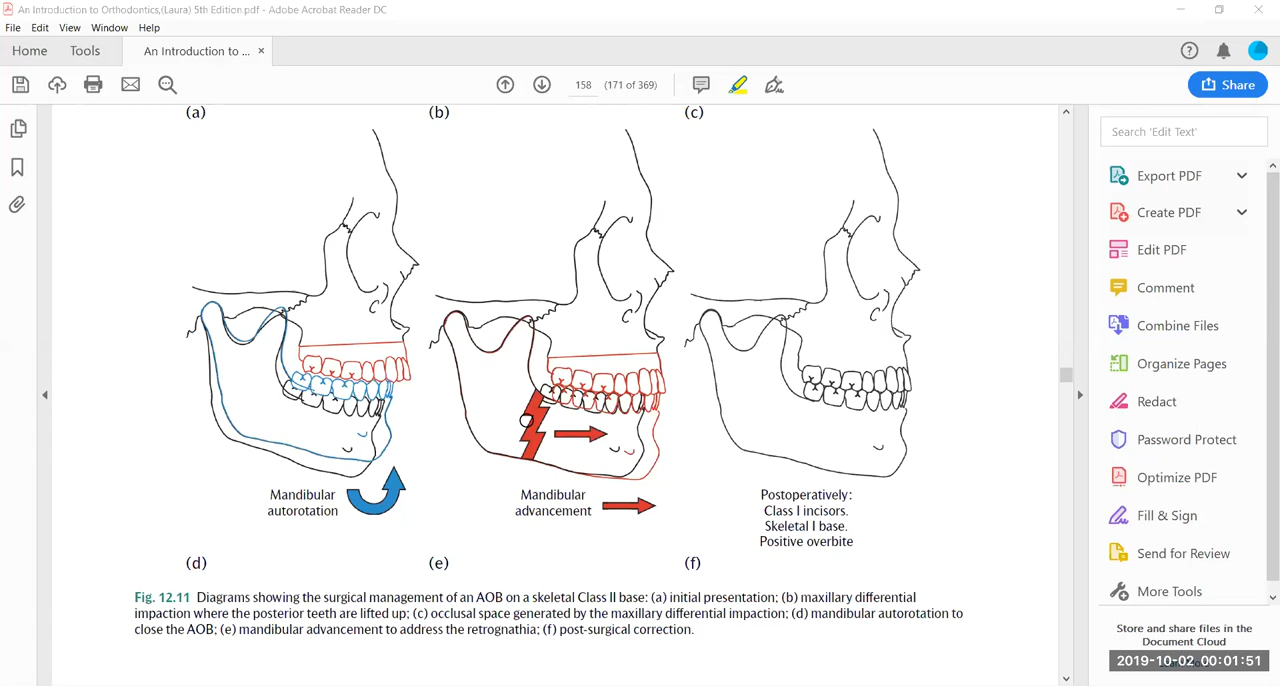 An Introduction to Orthodontics,(Laura) 5th Edition.pdf - Adobe Acrobat Reader DC
File Edit View Window Help
Home Tools An Introduction to ... ×
158 (171 of 369)
Share
(a) (b) (c)
Search 'Edit Text'
Export PDF
Create PDF
Edit PDF
Comment
Combine Files
Organize Pages
Redact
Password Protect
Optimize PDF
Fill & Sign
Send for Review
More Tools
Mandibular
autorotation
Mandibular
advancement
Postoperatively:
Class I incisors.
Skeletal I base.
Positive overbite
(d) (e) (f)
Fig. 12.11 Diagrams showing the surgical management of an AOB on a skeletal Class II base: (a) initial presentation; (b) maxillary differential
impaction where the posterior teeth are lifted up; (c) occlusal space generated by the maxillary differential impaction; (d) mandibular autorotation to
close the AOB; (e) mandibular advancement to address the retrognathia; (f) post-surgical correction.
Store and share files in the
Document Cloud
2019-10-02 00:01:51